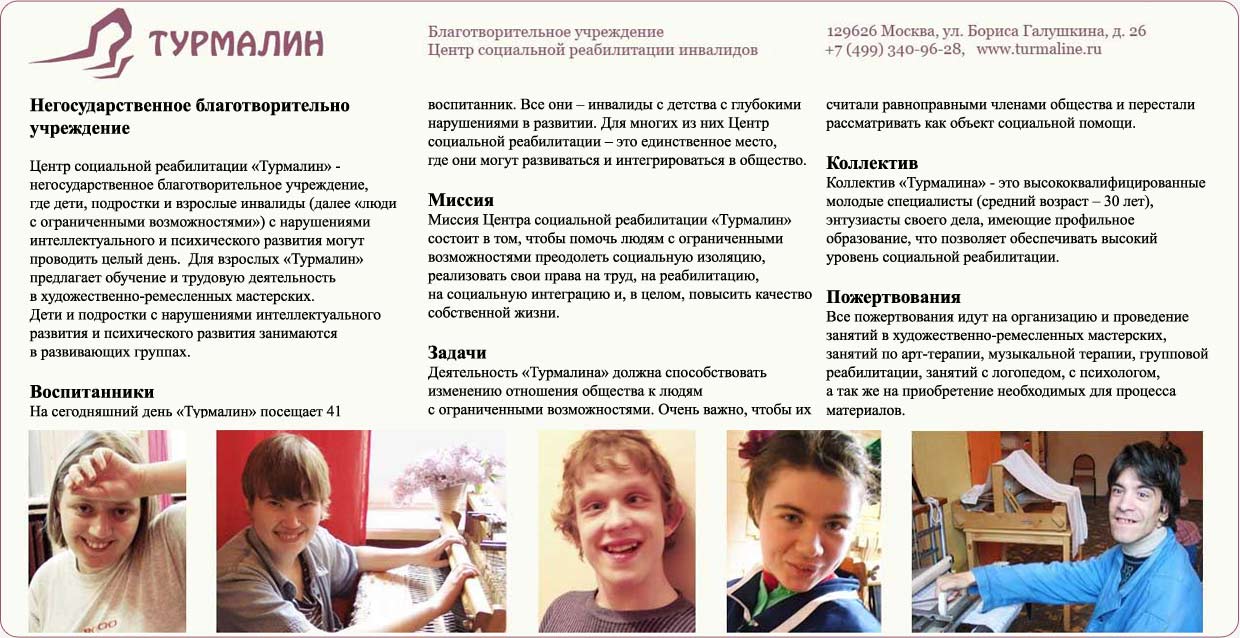 ТУРМАЛИН
Благотворительное учреждение
Центр социальной реабилитации инвалидов
129626 Москва, ул. Бориса Галушкина, д. 26
+7 (499) 340-96-28, www.turmaline.ru
Негосударственное благотворительно
учреждение
Центр социальной реабилитации «Турмалин» -
негосударственное благотворительное учреждение,
где дети, подростки и взрослые инвалиды (далее «люди
с ограниченными возможностями») с нарушениями
интеллектуального и психического развития могут
проводить целый день. Для взрослых «Турмалин»
предлагает обучение и трудовую деятельность
в художественно-ремесленных мастерских.
Дети и подростки с нарушениями интеллектуального
развития и психического развития занимаются
в развивающих группах.
Воспитанники
На сегодняшний день «Турмалин» посещает 41
воспитанник. Все они – инвалиды с детства с глубокими
нарушениями в развитии. Для многих из них Центр
социальной реабилитации – это единственное место,
где они могут развиваться и интегрироваться в общество.
Миссия
Миссия Центра социальной реабилитации «Турмалин»
состоит в том, чтобы помочь людям с ограниченными
возможностями преодолеть социальную изоляцию,
реализовать свои права на труд, на реабилитацию,
на социальную интеграцию и, в целом, повысить качество
собственной жизни.
Задачи
Деятельность «Турмалина» должна способствовать
изменению отношения общества к людям
с ограниченными возможностями. Очень важно, чтобы их
считали равноправными членами общества и перестали
рассматривать как объект социальной помощи.
Коллектив
Коллектив «Турмалина» - это высококвалифицированные
молодые специалисты (средний возраст – 30 лет),
энтузиасты своего дела, имеющие профильное
образование, что позволяет обеспечивать высокий
уровень социальной реабилитации.
Пожертвования
Все пожертвования идут на организацию и проведение
занятий в художественно-ремесленных мастерских,
занятий по арт-терапии, музыкальной терапии, групповой
реабилитации, занятий с логопедом, с психологом,
а так же на приобретение необходимых для процесса
материалов.